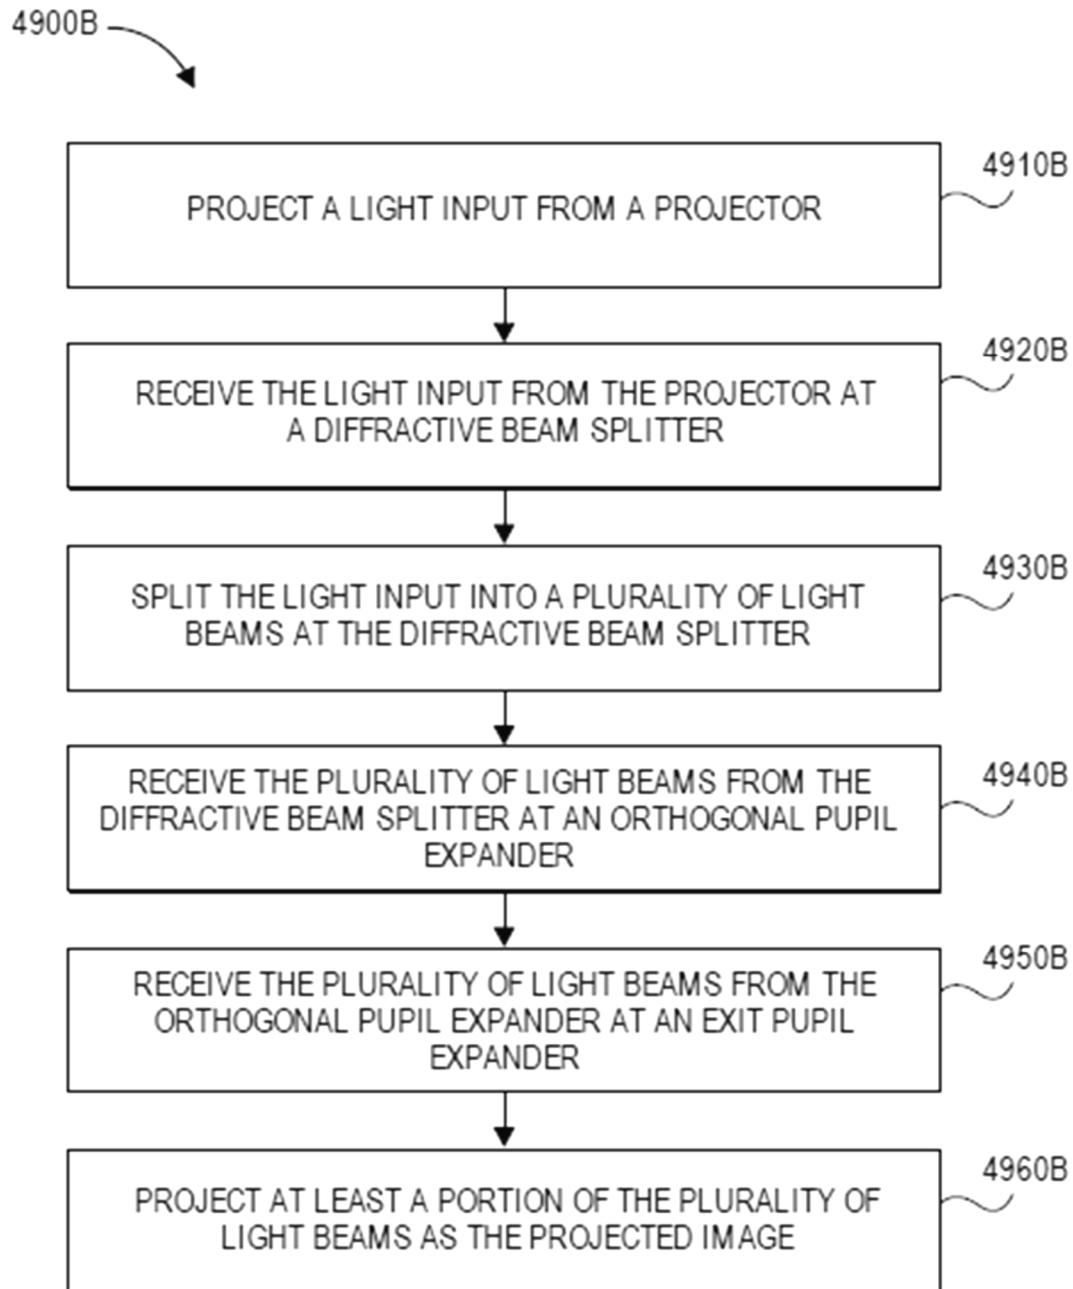 4900B
4910B
PROJECT A LIGHT INPUT FROM A PROJECTOR
4920B
RECEIVE THE LIGHT INPUT FROM THE PROJECTOR AT
A DIFFRACTIVE BEAM SPLITTER
4930B
SPLIT THE LIGHT INPUT INTO A PLURALITY OF LIGHT
BEAMS AT THE DIFFRACTIVE BEAM SPLITTER
4940B
RECEIVE THE PLURALITY OF LIGHT BEAMS FROM THE
DIFFRACTIVE BEAM SPLITTER AT AN ORTHOGONAL PUPIL
EXPANDER
4950B
RECEIVE THE PLURALITY OF LIGHT BEAMS FROM THE
ORTHOGONAL PUPIL EXPANDER AT AN EXIT PUPIL
EXPANDER
4960B
PROJECT AT LEAST A PORTION OF THE PLURALITY OF
LIGHT BEAMS AS THE PROJECTED IMAGE